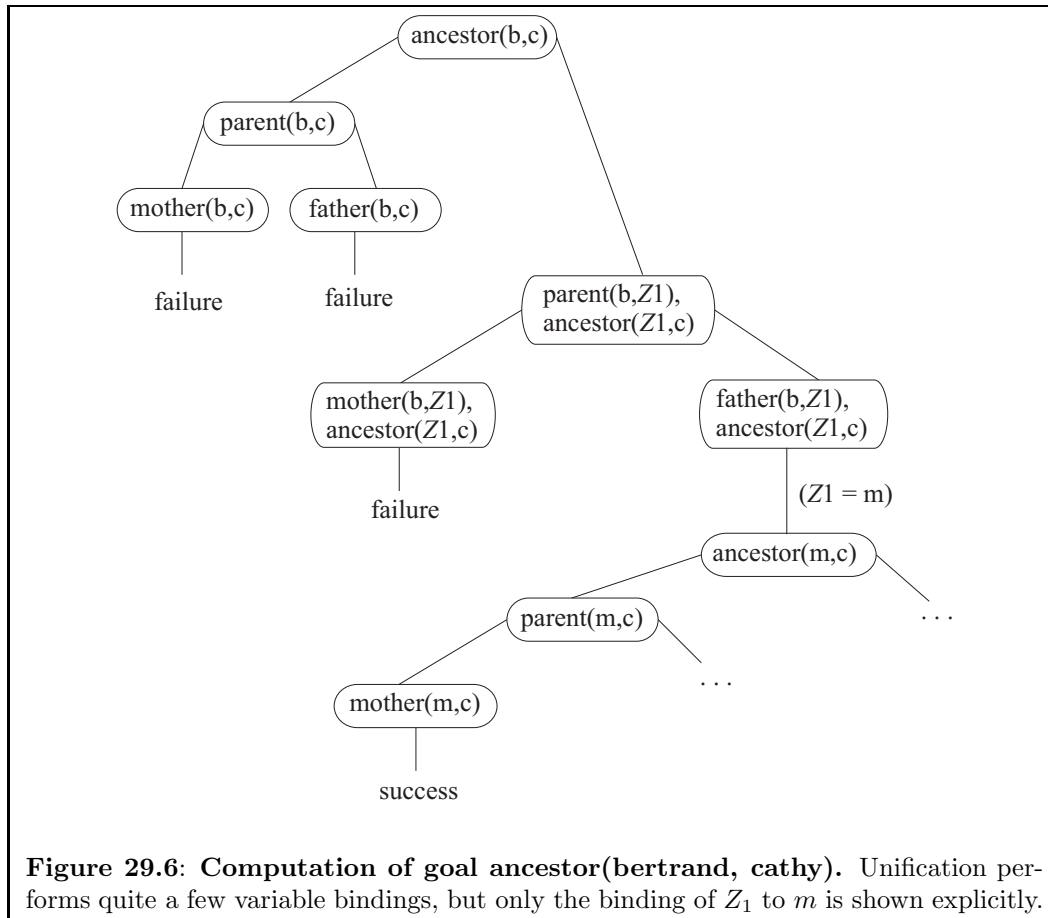 ancestor(b,c)
parent(b,c)
mother(b,c) father(b,c)
failure failure
parent(b,Z1),
ancestor(Z1,c)
mother(b,Z1),
ancestor(Z1,c)
father(b,Z1),
ancestor(Z1,c)
failure
(Z1 = m)
ancestor(m,c)
parent(m,c)
. . .
. . .
mother(m,c)
success
Figure 29.6: Computation of goal ancestor(bertrand, cathy). Unification per-
forms quite a few variable bindings, but only the binding of Z₁ to m is shown explicitly.